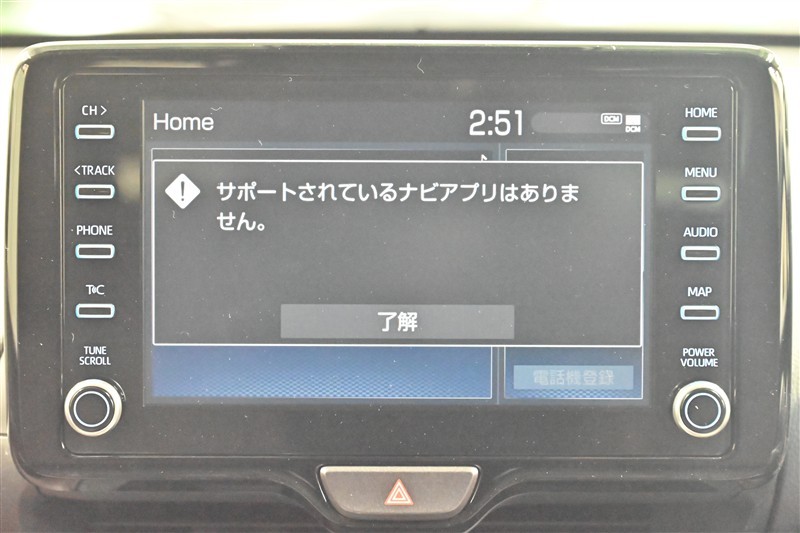 CH >
<TRACK
PHONE
T@C
TUNE
SCROLL
Home
2:51
DCM
DCM
サポートされているナビアプリはありま
せん。
了解
電話機登録
HOME
MENU
AUDIO
MAP
POWER
VOLUME